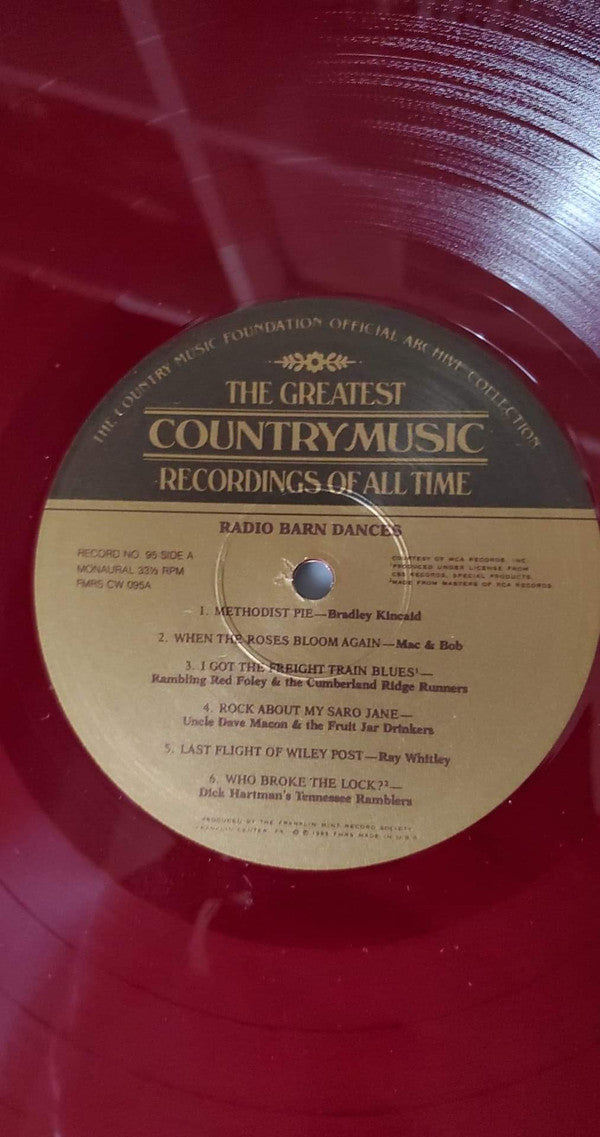 THE COUNTRY MUSIC FOUNDATION OFFICIAL ARCHIVE COLLECTION
THE GREATEST
COUNTRY MUSIC
RECORDINGS OF ALL TIME
RADIO BARN DANCES
RECORD NO. 95 SIDE A
MONAURAL 33⅓ RPM
FMRS CW 095A
COURTESY OF MCA RECORDS, INC.
¹PRODUCED UNDER LICENSE FROM
CBS RECORDS, SPECIAL PRODUCTS.
²MADE FROM MASTERS OF RCA RECORDS.
1. METHODIST PIE—Bradley Kincaid
2. WHEN THE ROSES BLOOM AGAIN—Mac & Bob
3. I GOT THE FREIGHT TRAIN BLUES¹—
Rambling Red Foley & the Cumberland Ridge Runners
4. ROCK ABOUT MY SARO JANE—
Uncle Dave Macon & the Fruit Jar Drinkers
5. LAST FLIGHT OF WILEY POST—Ray Whitley
6. WHO BROKE THE LOCK?²—
Dick Hartman's Tennessee Ramblers
PRODUCED BY THE FRANKLIN MINT RECORD SOCIETY
FRANKLIN CENTER, PA. © ℗ FMRS MADE IN U.S.A.